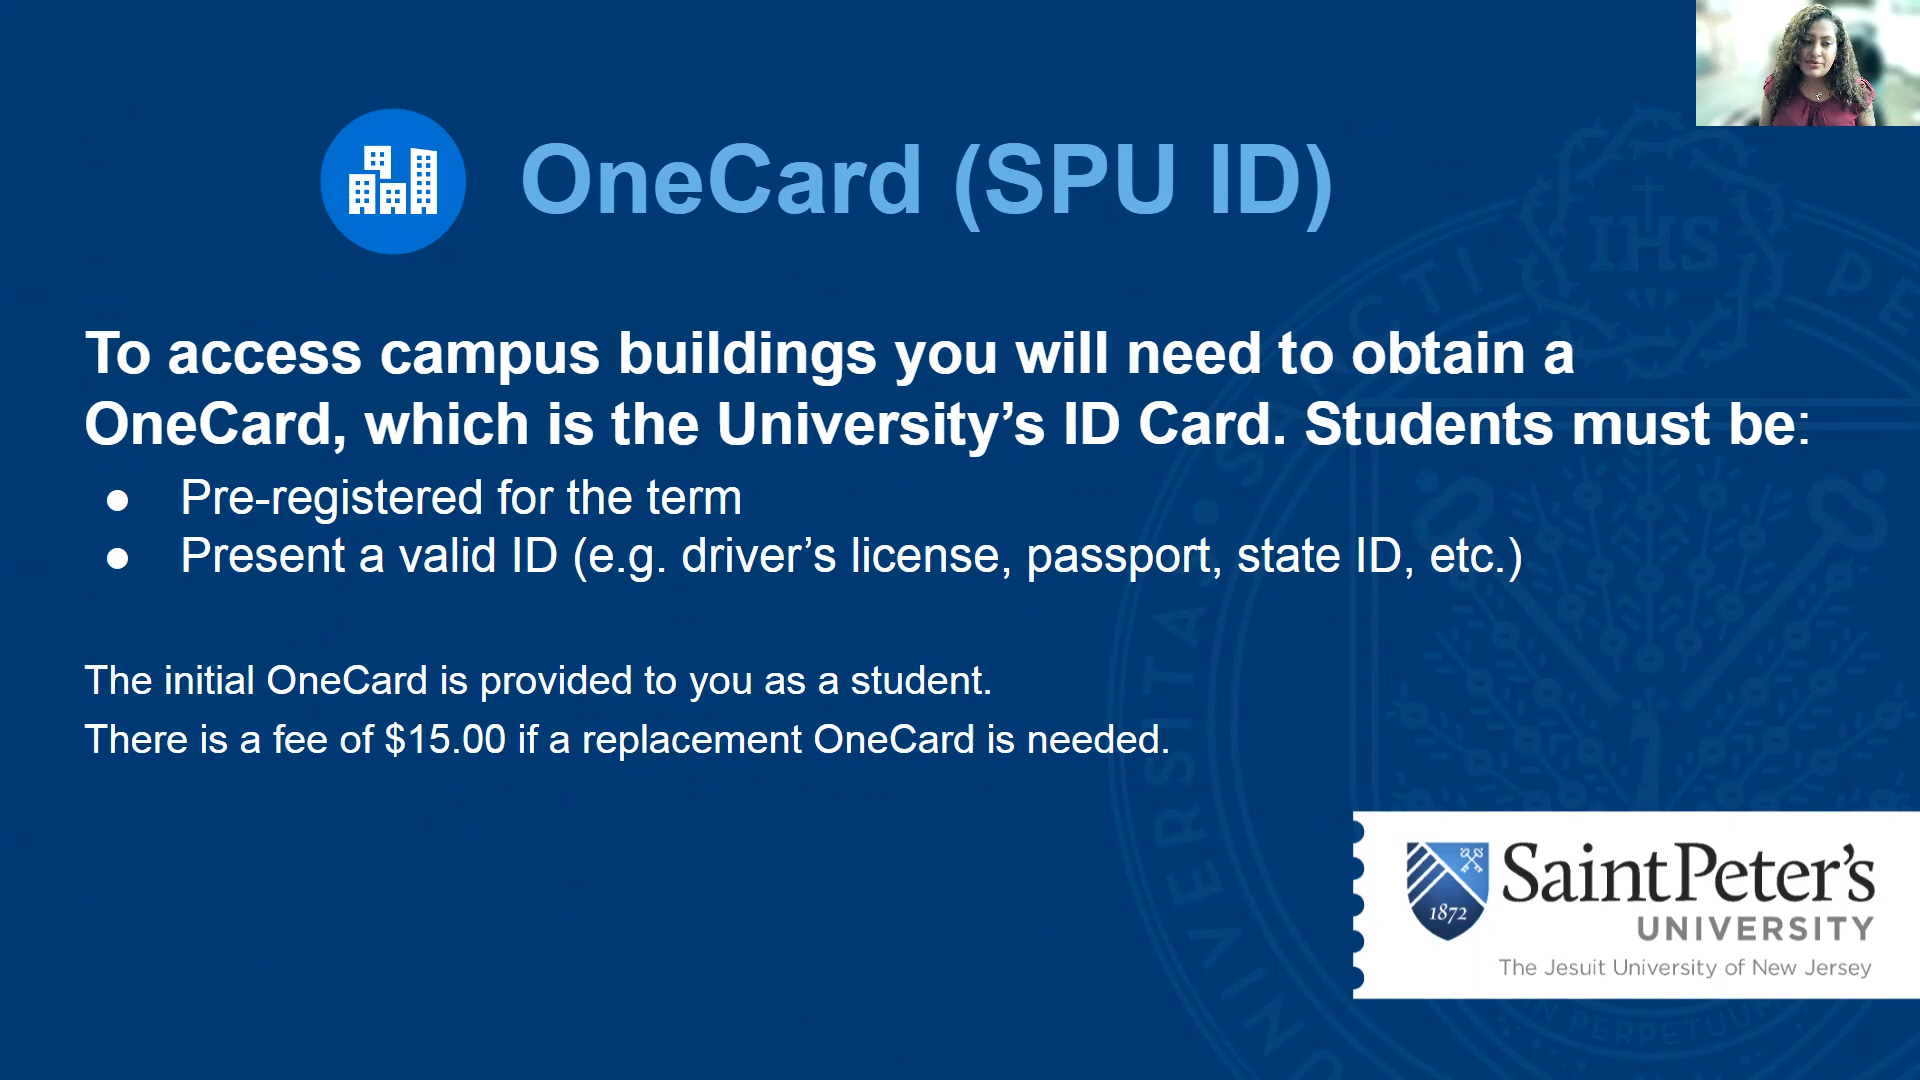 OneCard (SPU ID)
To access campus buildings you will need to obtain a
OneCard, which is the University’s ID Card. Students must be:
● Pre-registered for the term
● Present a valid ID (e.g. driver’s license, passport, state ID, etc.)
The initial OneCard is provided to you as a student.
There is a fee of $15.00 if a replacement OneCard is needed.
IHS
1872
Saint Peter’s
UNIVERSITY
The Jesuit University of New Jersey